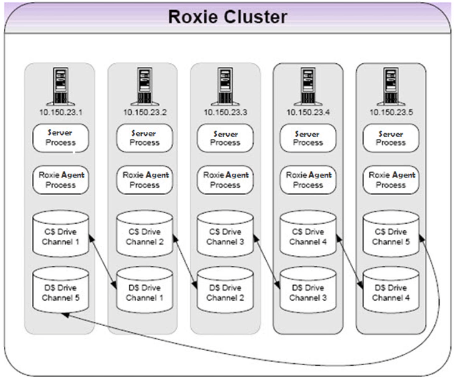 Roxie Cluster
10.150.23.1
10.150.23.2
10.150.23.3
10.150.23.4
10.150.23.5
Server
Process
Server
Process
Server
Process
Server
Process
Server
Process
Roxie Agent
Process
Roxie Agent
Process
Roxie Agent
Process
Roxie Agent
Process
Roxie Agent
Process
C$ Drive
Channel 1
C$ Drive
Channel 2
C$ Drive
Channel 3
C$ Drive
Channel 4
C$ Drive
Channel 5
D$ Drive
Channel 5
D$ Drive
Channel 1
D$ Drive
Channel 2
D$ Drive
Channel 3
D$ Drive
Channel 4